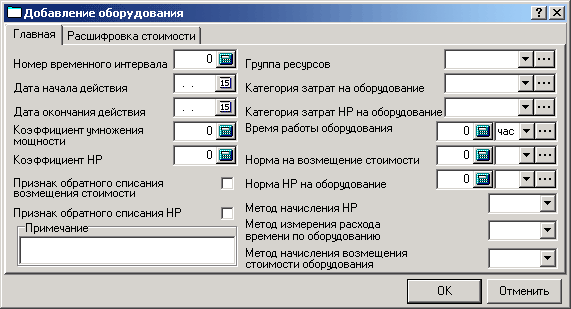 Добавление оборудования
Главная
Расшифровка стоимости
Номер временного интервала 0
Дата начала действия . . 15
Дата окончания действия . . 15
Коэффициент умножения
мощности 0
Коэффициент НР 0
Признак обратного списания
возмещения стоимости
Признак обратного списания НР
Примечание
Группа ресурсов ...
Категория затрат на оборудование ...
Категория затрат НР на оборудование ...
Время работы оборудования 0 час ...
Норма на возмещение стоимости 0 ...
Норма НР на оборудование 0 ...
Метод начисления НР
Метод измерения расхода
времени по оборудованию
Метод начисления возмещения
стоимости оборудования
OK
Отменить